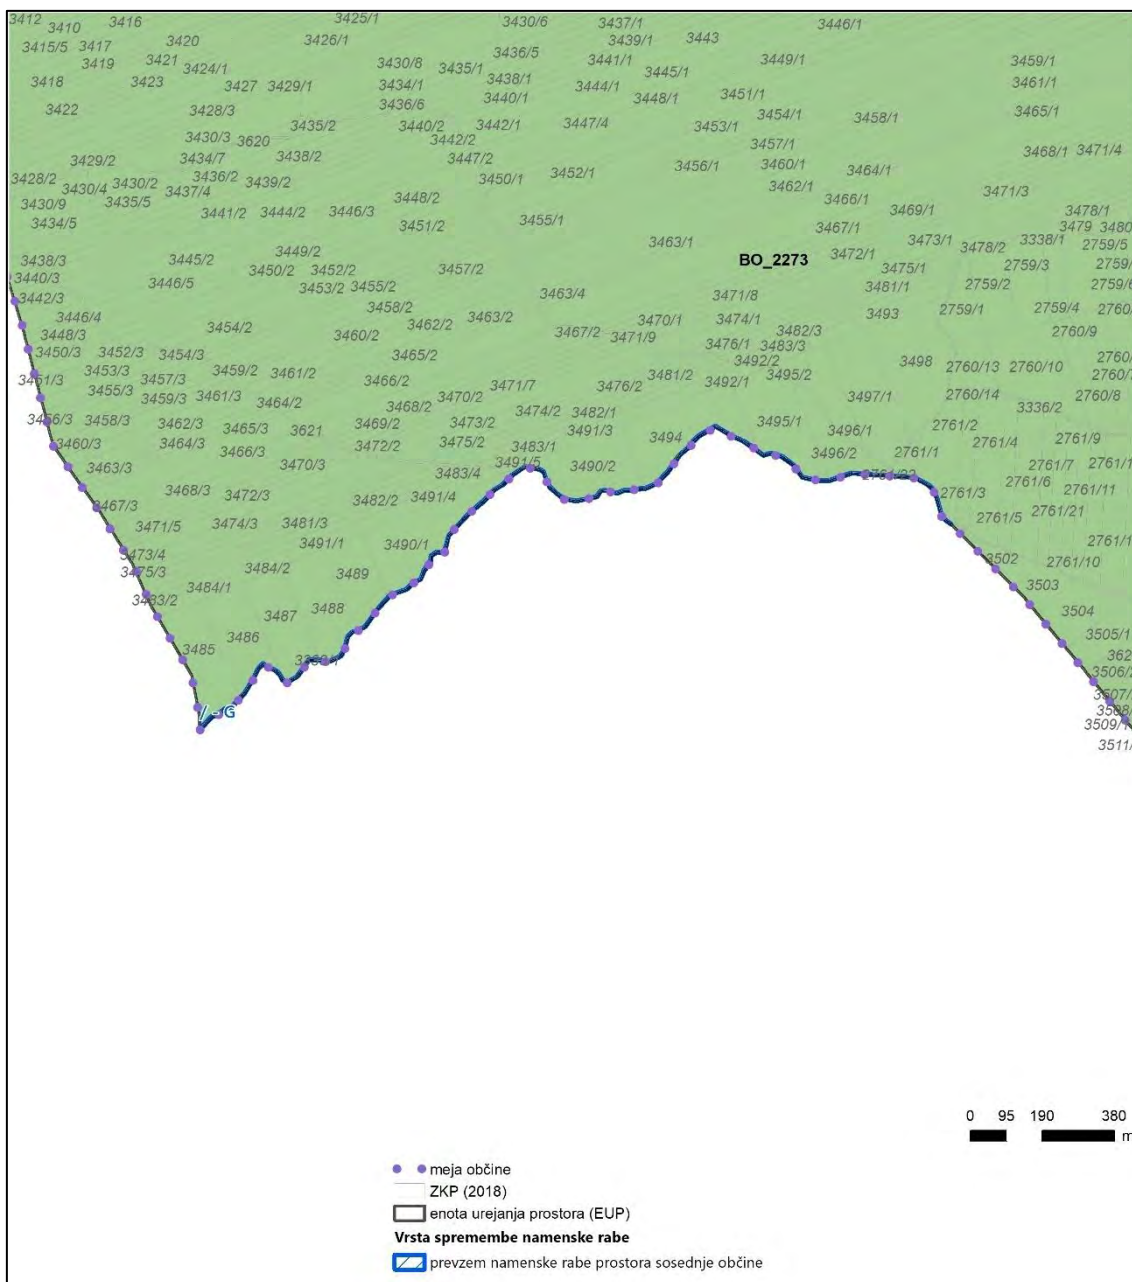 3412 3410 3416 3425/1 3430/6 3437/1 3446/1
3415/5 3417 3420 3426/1 3436/5 3439/1 3443
3419 3421 3424/1 3430/8 3435/1 3441/1 3449/1 3459/1
3418 3423 3427 3429/1 3434/1 3438/1 3444/1 3445/1 3461/1
3422 3428/3 3436/6 3440/1 3448/1 3451/1 3465/1
3435/2 3440/2 3442/1 3447/4 3453/1 3454/1 3458/1
3430/3 3620 3442/2 3457/1
3429/2 3434/7 3438/2 3447/2 3456/1 3460/1 3468/1 3471/4
3428/2 3430/4 3430/2 3436/2 3439/2 3450/1 3452/1 3462/1 3464/1
3430/9 3435/5 3437/4 3448/2 3466/1 3471/3
3434/5 3441/2 3444/2 3446/3 3451/2 3455/1 3467/1 3469/1 3478/1
3463/1 3473/1 3478/2 3338/1 3479 3480
3438/3 3445/2 3449/2 BO_2273 3472/1 2759/5
3440/3 3446/5 3450/2 3452/2 3457/2 3475/1 2759/3
3442/3 3453/2 3455/2 3463/4 3471/8 3481/1 2759/2
3446/4 3454/2 3458/2 3462/2 3463/2 3470/1 3474/1 3493 2759/1 2759/4
3448/3 3460/2 3467/2 3471/9 3482/3 2760/9
3450/3 3452/3 3454/3 3465/2 3476/1 3483/3
3453/3 3459/2 3461/2 3481/2 3492/2 3498 2760/13 2760/10
3457/3 3466/2 3471/7 3476/2 3492/1 3495/2
3455/3 3459/3 3461/3 3464/2 3470/2 3497/1 2760/14 2760/8
3468/2 3474/2 3482/1 3336/2
3458/3 3462/3 3465/3 3621 3469/2 3473/2 3491/3 3494 3495/1 3496/1 2761/2
3460/3 3464/3 3466/3 3472/2 3475/2 3483/1 3496/2 2761/1 2761/4 2761/9
3463/3 3470/3 3483/4 3491/5 3490/2 2761/7
3467/3 3468/3 3472/3 3482/2 3491/4 2761/3 2761/6 2761/11
3471/5 3474/3 3481/3 2761/5 2761/21
3473/4 3491/1 3490/1 3502
3475/3 3484/1 3484/2 3489 3503 2761/10
3487 3488 3504
3485 3486 3505/1
/ - G
0 95 190 380
m
meja občine
ZKP (2018)
enota urejanja prostora (EUP)
Vrsta spremembe namenske rabe
prevzem namenske rabe prostora sosednje občine